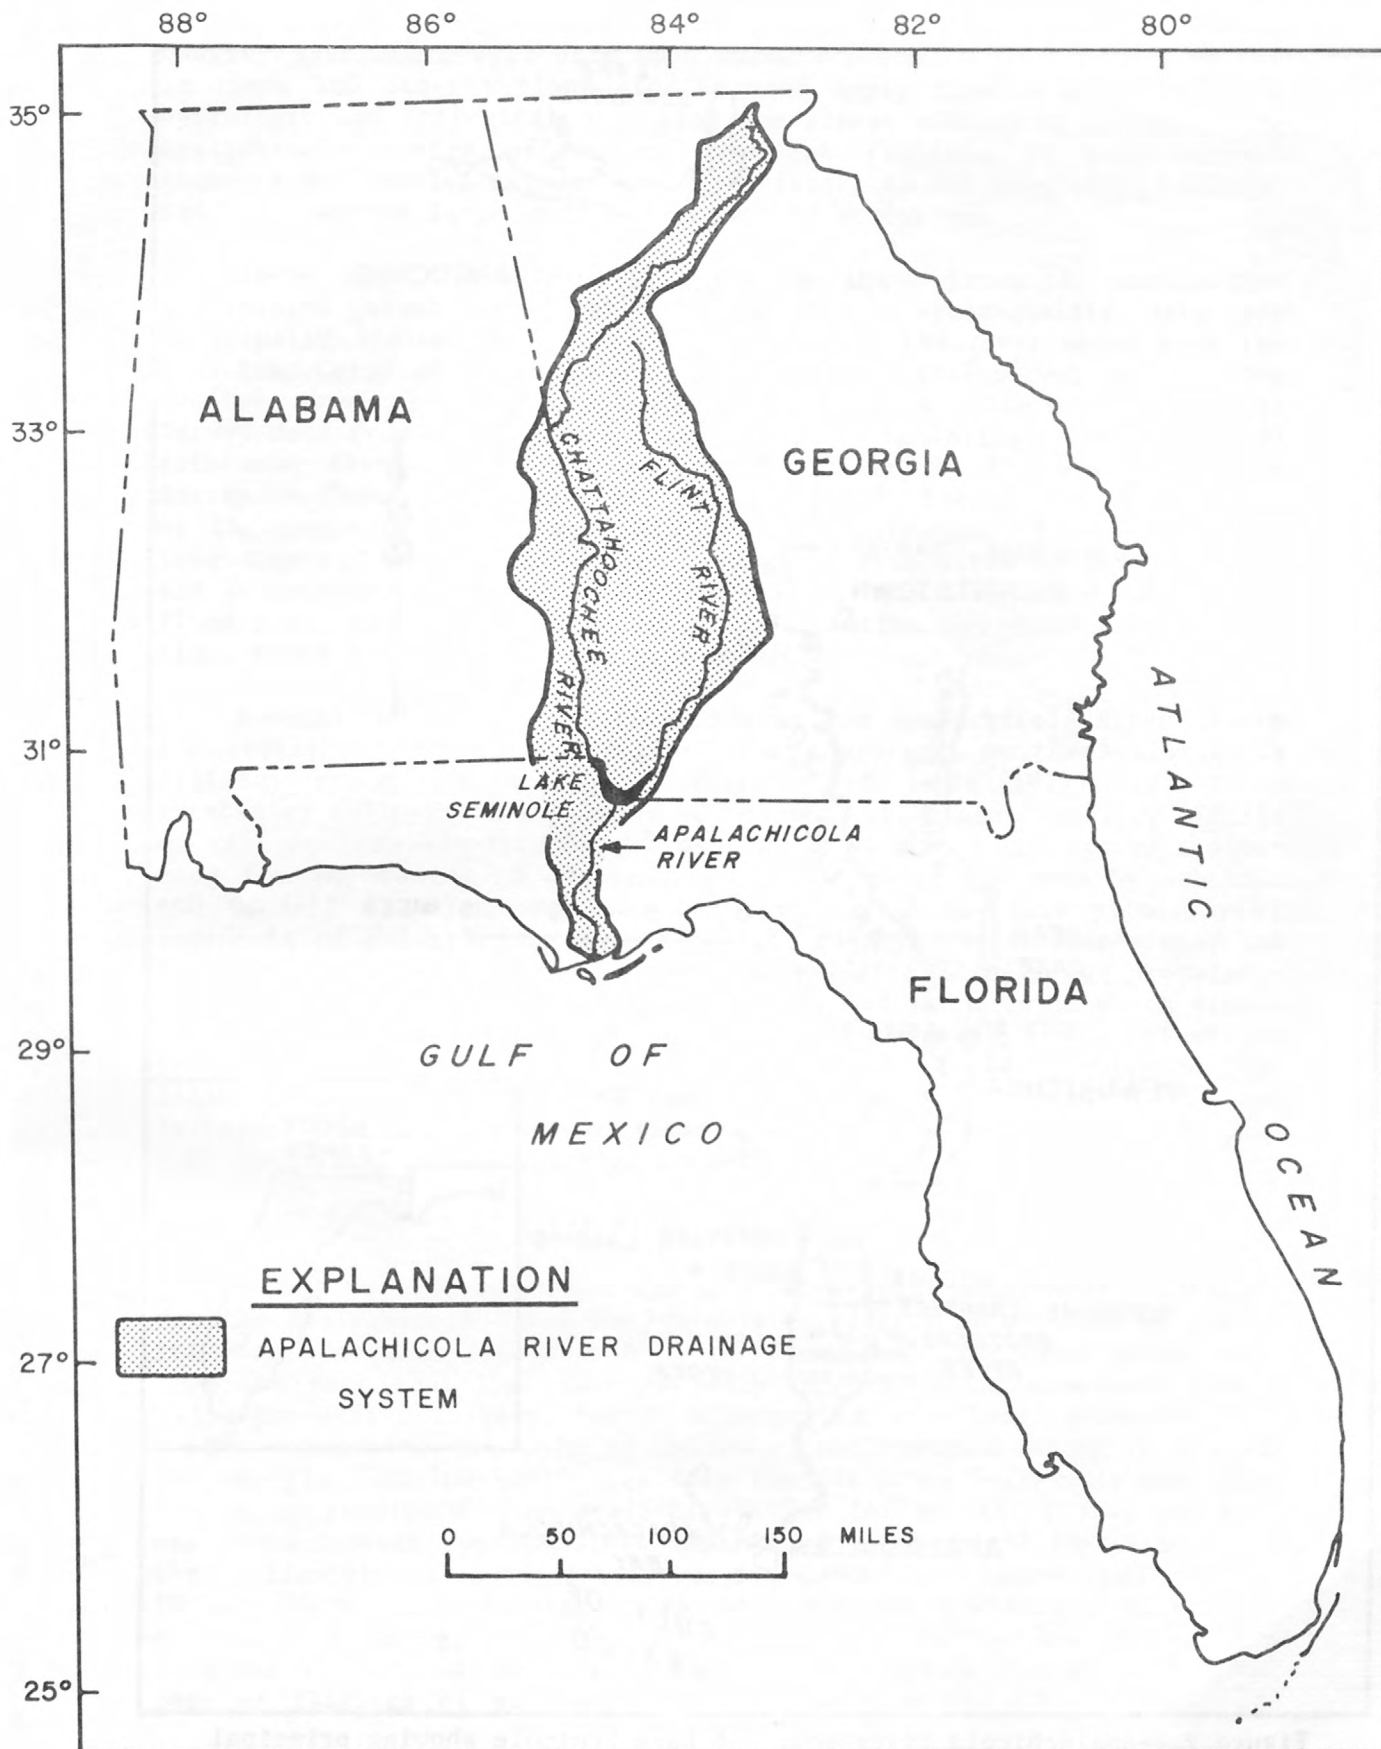 88° 86° 84° 82° 80°
35°
33°
31°
29°
27°
25°
ALABAMA
GEORGIA
CHATTAHOOCHEE
RIVER
FLINT
RIVER
LAKE
SEMINOLE
APALACHICOLA
RIVER
ATLANTIC
OCEAN
FLORIDA
GULF OF
MEXICO
EXPLANATION
APALACHICOLA RIVER DRAINAGE
SYSTEM
0 50 100 150 MILES